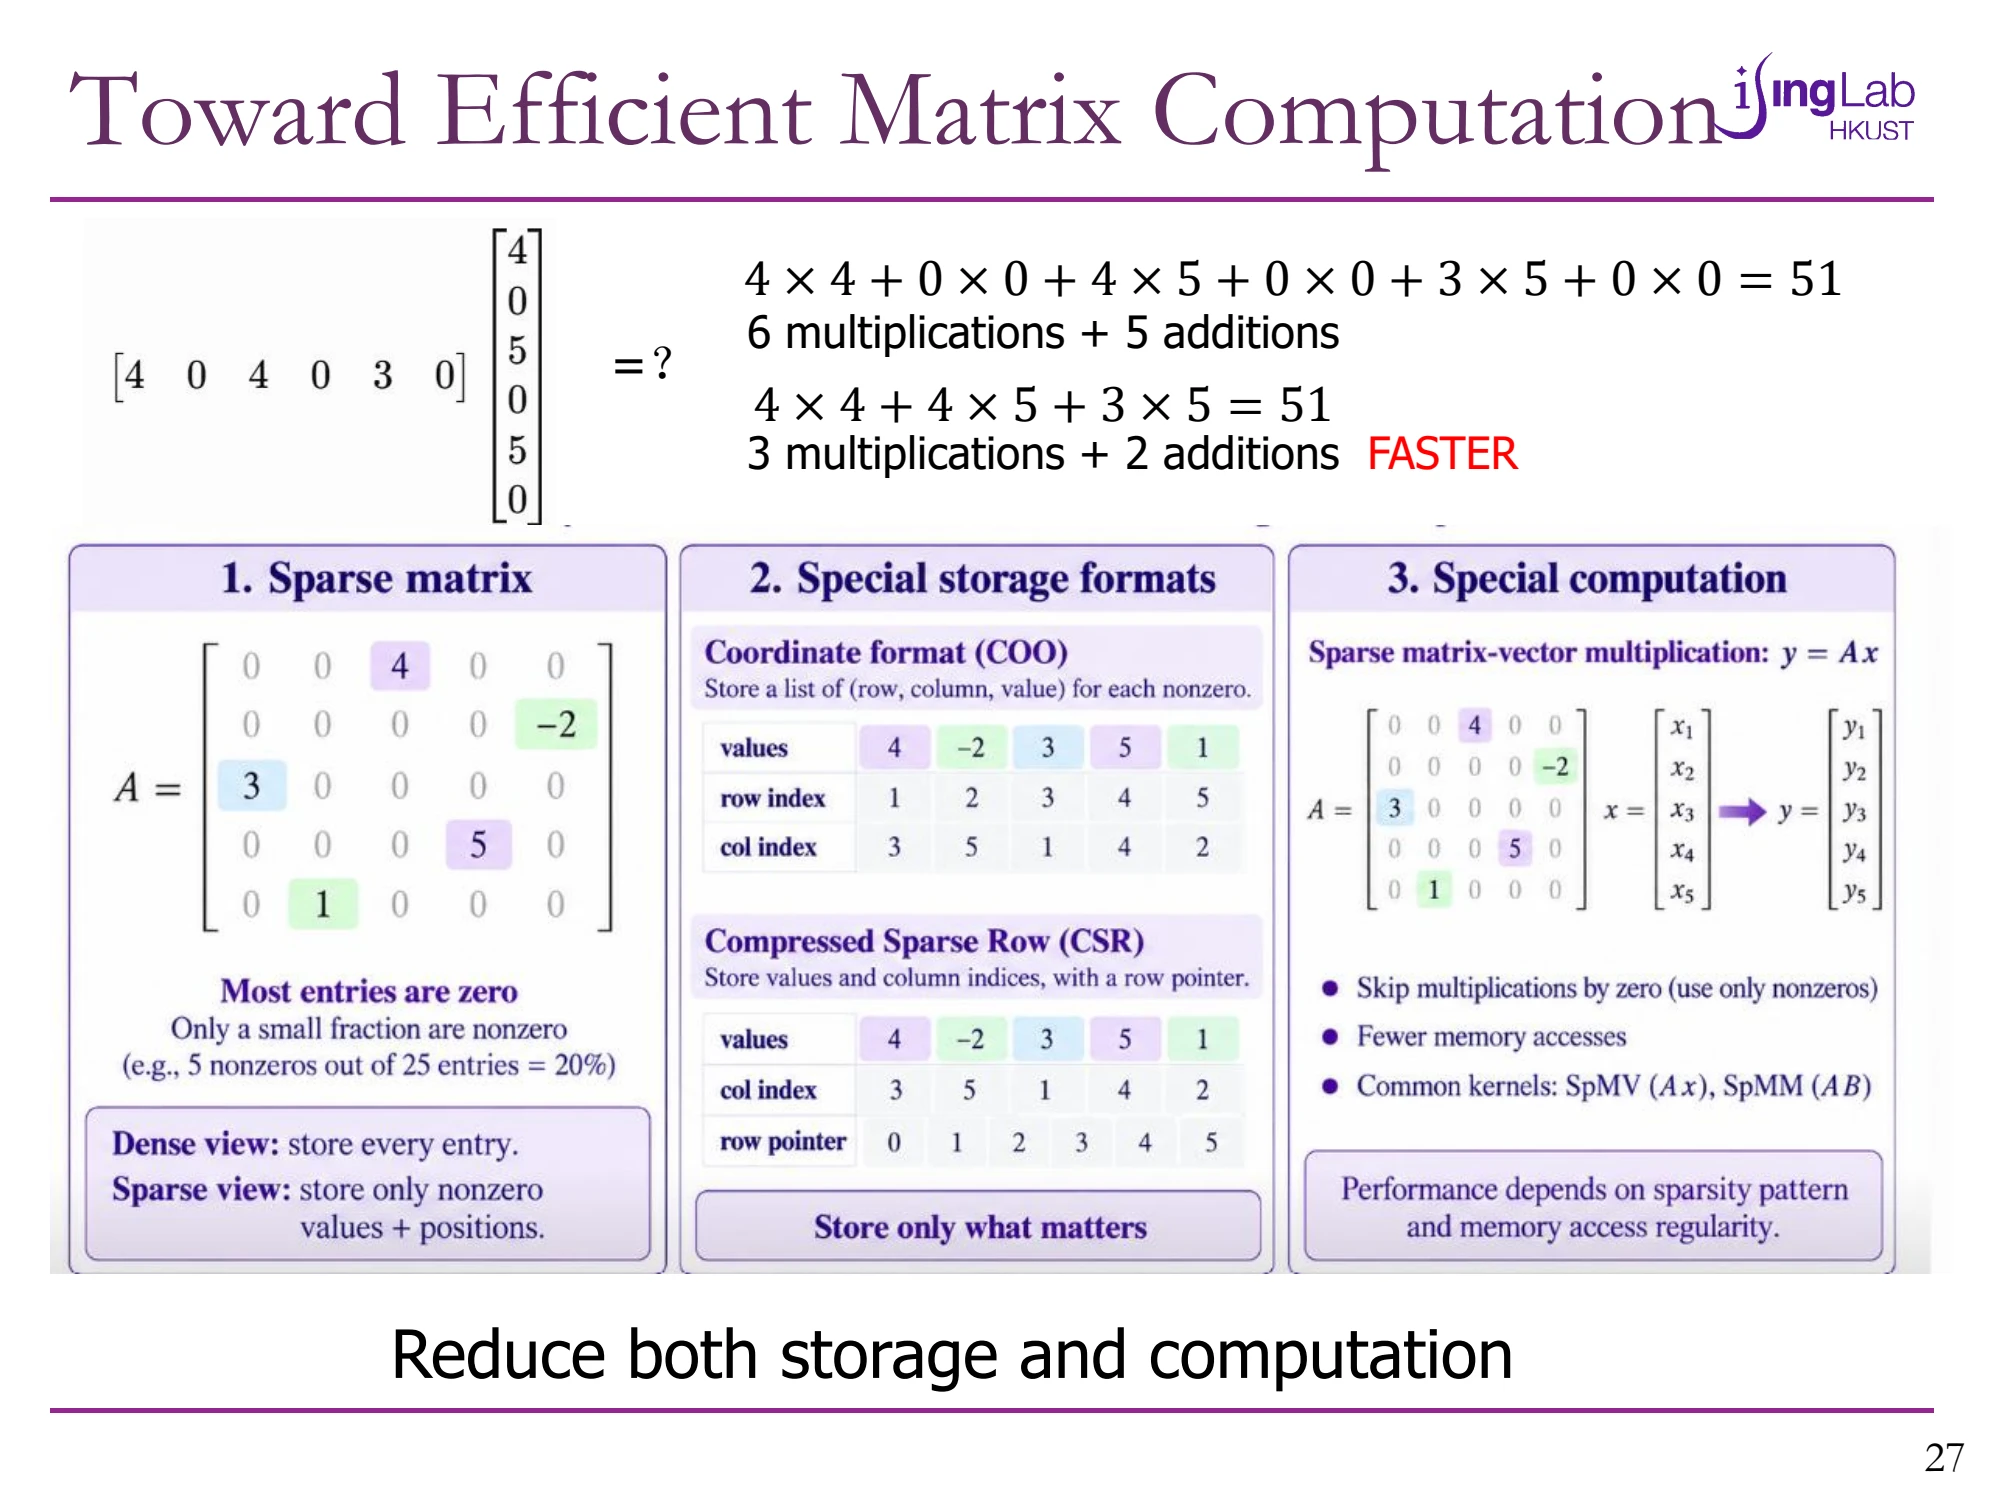 Toward Efficient Matrix Computation
iSingLab
HKUST
[4 0 4 0 3 0]
[4
0
5
0
5
0]
= ?
4 × 4 + 0 × 0 + 4 × 5 + 0 × 0 + 3 × 5 + 0 × 0 = 51
6 multiplications + 5 additions
4 × 4 + 4 × 5 + 3 × 5 = 51
3 multiplications + 2 additions FASTER
1. Sparse matrix
0 0 4 0 0
0 0 0 0 −2
A = 3 0 0 0 0
0 0 0 5 0
0 1 0 0 0
Most entries are zero
Only a small fraction are nonzero
(e.g., 5 nonzeros out of 25 entries = 20%)
Dense view: store every entry.
Sparse view: store only nonzero
values + positions.
2. Special storage formats
Coordinate format (COO)
Store a list of (row, column, value) for each nonzero.
values 4 −2 3 5 1
row index 1 2 3 4 5
col index 3 5 1 4 2
Compressed Sparse Row (CSR)
Store values and column indices, with a row pointer.
values 4 −2 3 5 1
col index 3 5 1 4 2
row pointer 0 1 2 3 4 5
Store only what matters
3. Special computation
Sparse matrix-vector multiplication: y = Ax
0 0 4 0 0 x1 y1
0 0 0 0 −2 x2 y2
A = 3 0 0 0 0 x = x3 y = y3
0 0 0 5 0 x4 y4
0 1 0 0 0 x5 y5
● Skip multiplications by zero (use only nonzeros)
● Fewer memory accesses
● Common kernels: SpMV (Ax), SpMM (AB)
Performance depends on sparsity pattern
and memory access regularity.
Reduce both storage and computation
27